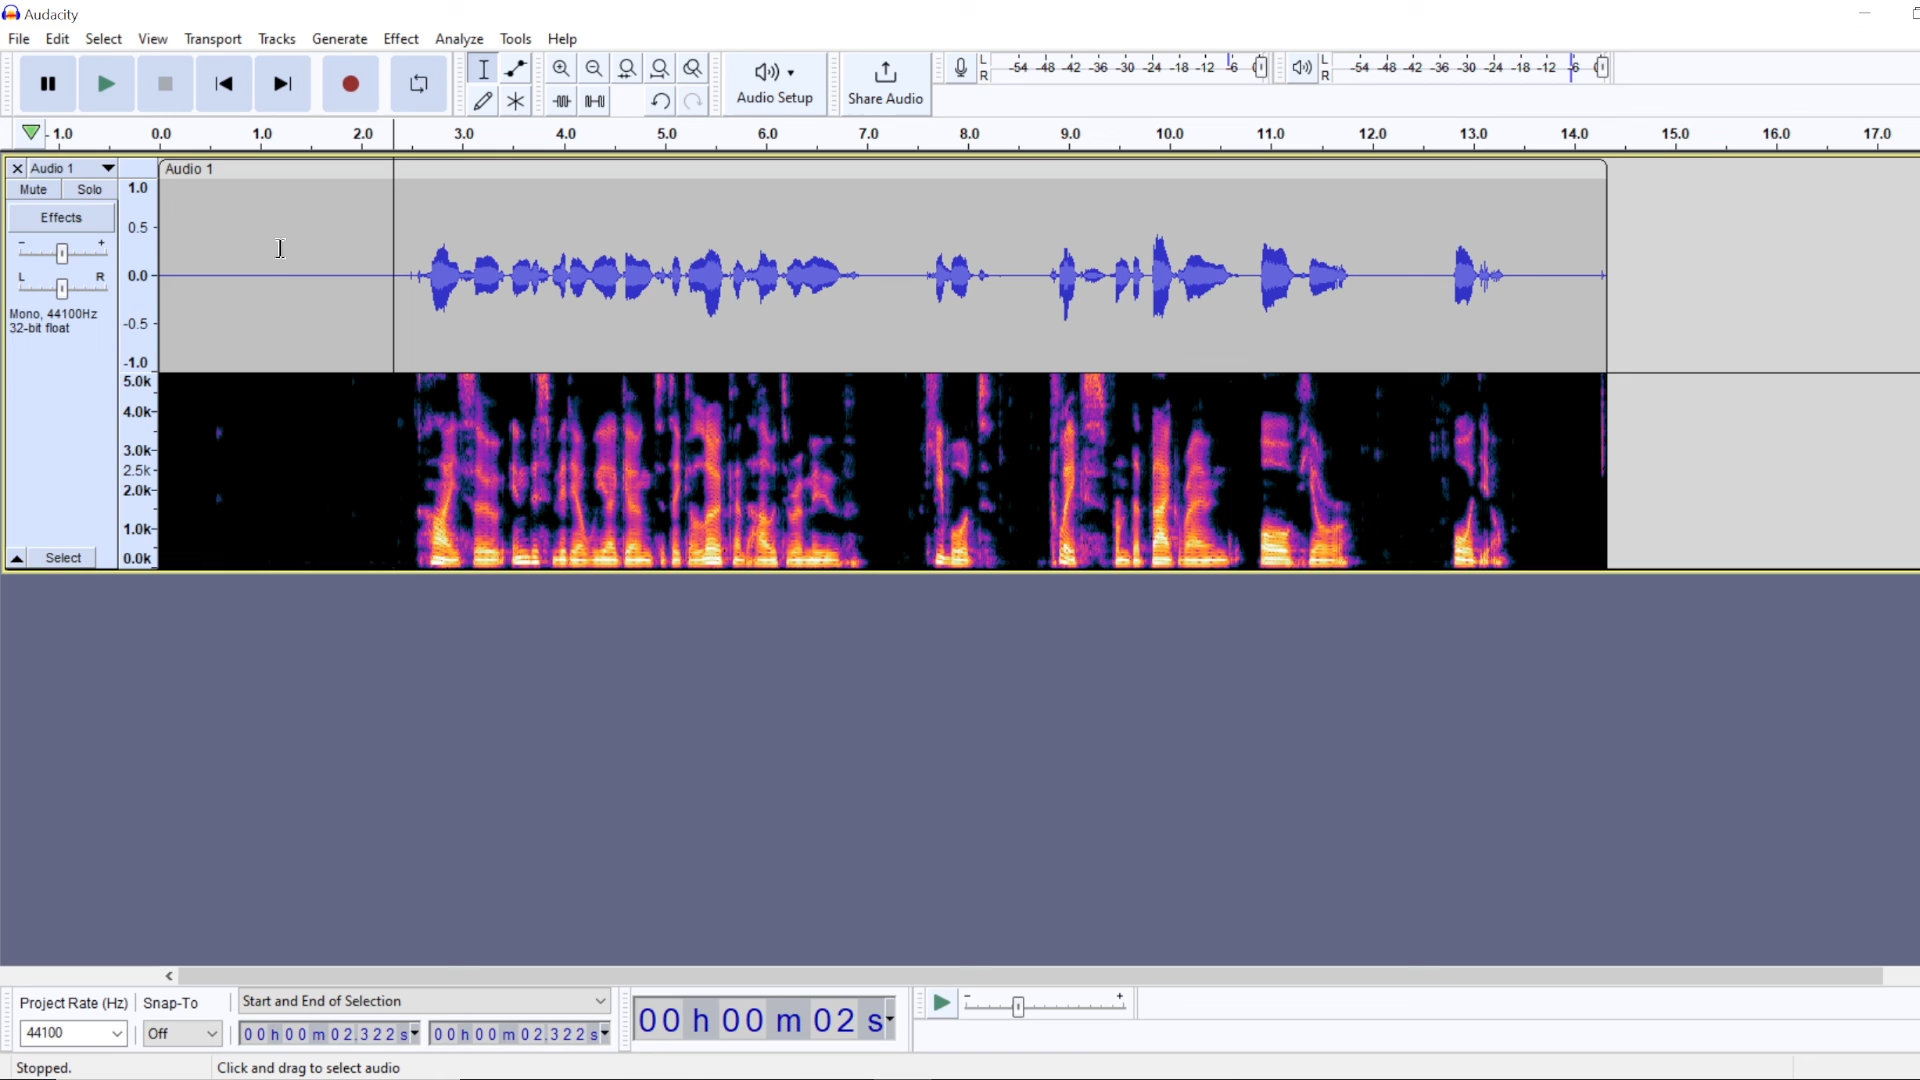 Audacity
File Edit Select View Transport Tracks Generate Effect Analyze Tools Help
Audio Setup
Share Audio
L
R
-54 -48 -42 -36 -30 -24 -18 -12 -6 0
L
R
-54 -48 -42 -36 -30 -24 -18 -12 -6 0
-1.0 0.0 1.0 2.0 3.0 4.0 5.0 6.0 7.0 8.0 9.0 10.0 11.0 12.0 13.0 14.0 15.0 16.0 17.0
Audio 1
Mute Solo
Effects
- +
L R
Mono, 44100Hz
32-bit float
Select
1.0
0.5
0.0
-0.5
-1.0
5.0k
4.0k
3.0k
2.5k
2.0k
1.0k
0.0k
Audio 1
Project Rate (Hz)
44100
Snap-To
Off
Start and End of Selection
00 h 00 m 02.322 s
00 h 00 m 02.322 s
00 h 00 m 02 s
- +
Stopped.
Click and drag to select audio